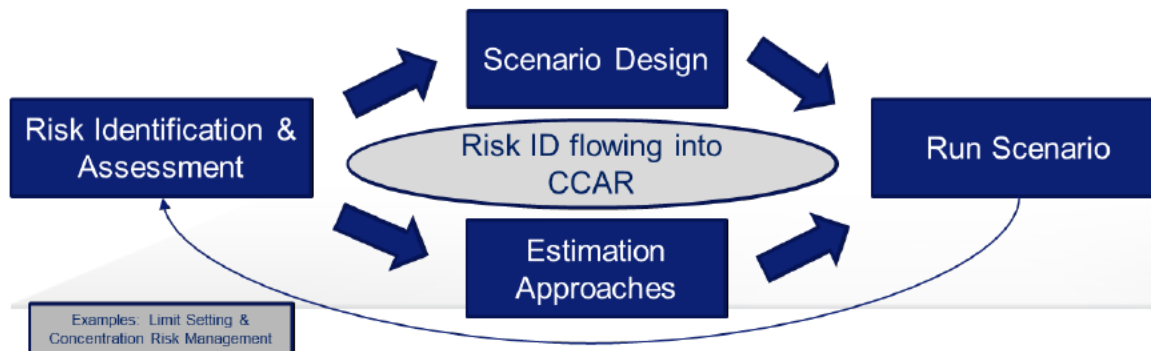 Scenario Design
Risk Identification &
Assessment
Risk ID flowing into
CCAR
Run Scenario
Estimation
Approaches
Examples: Limit Setting &
Concentration Risk Management